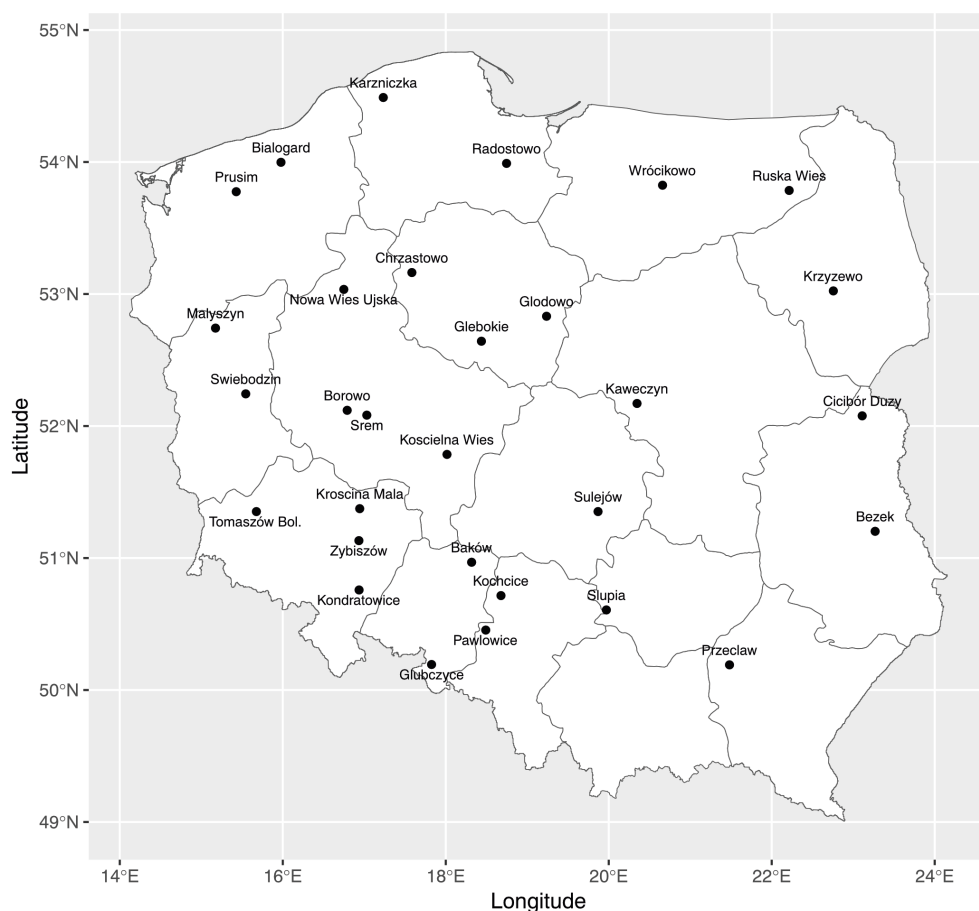 55°N
Karzniczka
54°N
Bialogard
Radostowo
Prusim
Wrócikowo
Ruska Wies
Chrzastowo
53°N
Nowa Wies Ujska
Krzyzewo
Malyszyn
Glodowo
Glebokie
Swiebodzin
Kaweczyn
Borowo
Cicibór Duzy
Srem
52°N
Koscielna Wies
Kroscina Mala
Sulejów
Tomaszów Bol.
Bezek
51°N
Zybiszów
Baków
Kochcice
Kondratowice
Slupia
Pawlowice
Przeclaw
Glubczyce
50°N
49°N
Latitude
14°E 16°E 18°E 20°E 22°E 24°E
Longitude